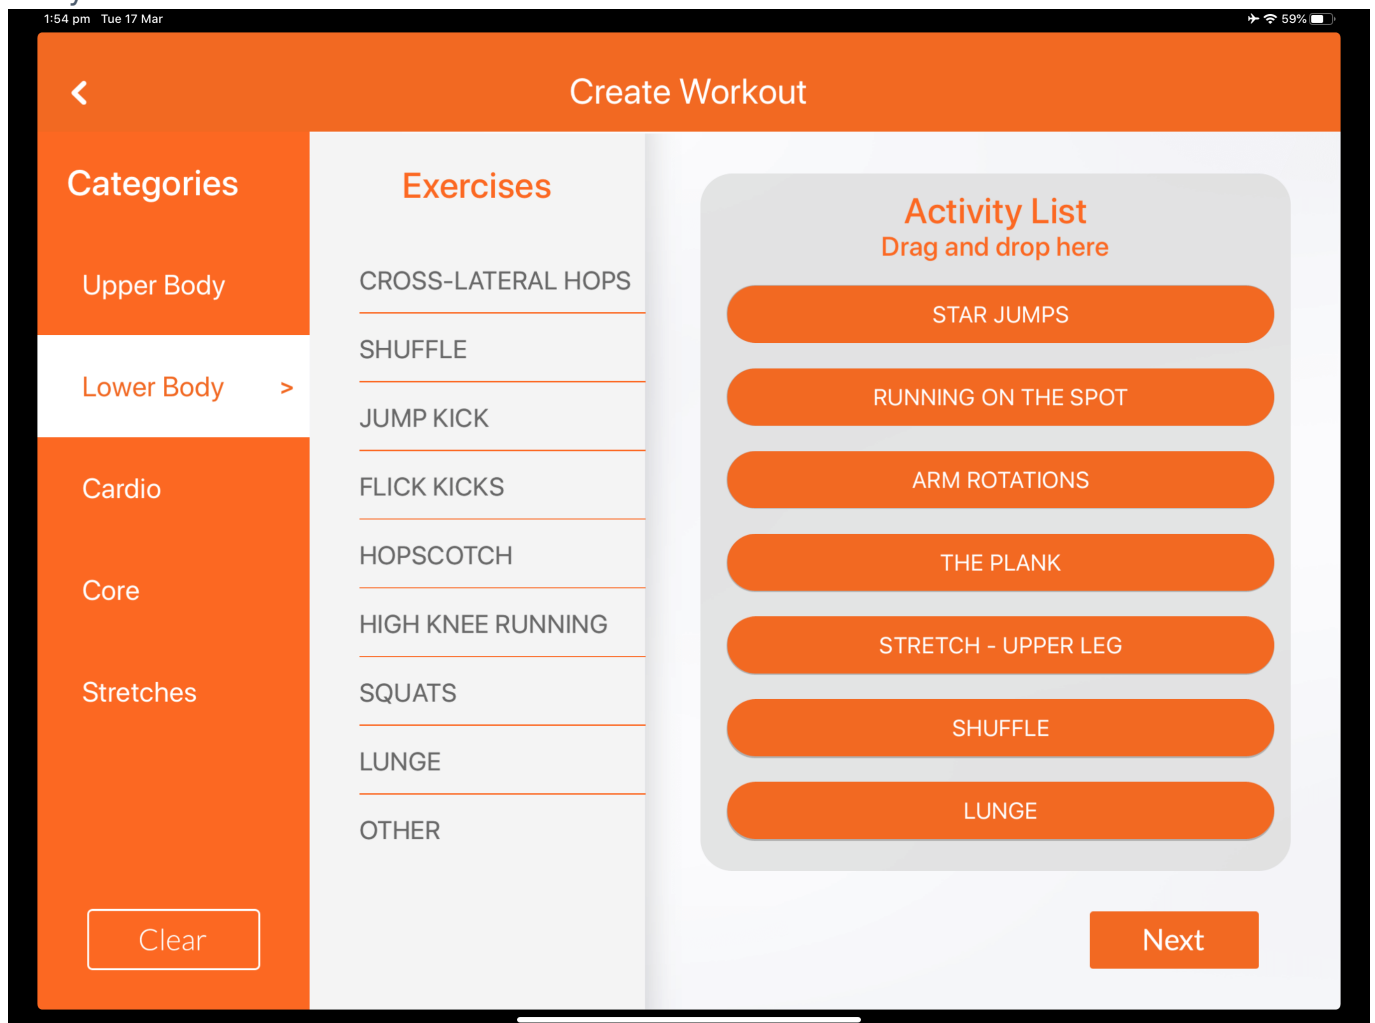 1:54 pm Tue 17 Mar
59%
Create Workout
Categories
Upper Body
Lower Body >
Cardio
Core
Stretches
Clear
Exercises
CROSS-LATERAL HOPS
SHUFFLE
JUMP KICK
FLICK KICKS
HOPSCOTCH
HIGH KNEE RUNNING
SQUATS
LUNGE
OTHER
Activity List
Drag and drop here
STAR JUMPS
RUNNING ON THE SPOT
ARM ROTATIONS
THE PLANK
STRETCH - UPPER LEG
SHUFFLE
LUNGE
Next